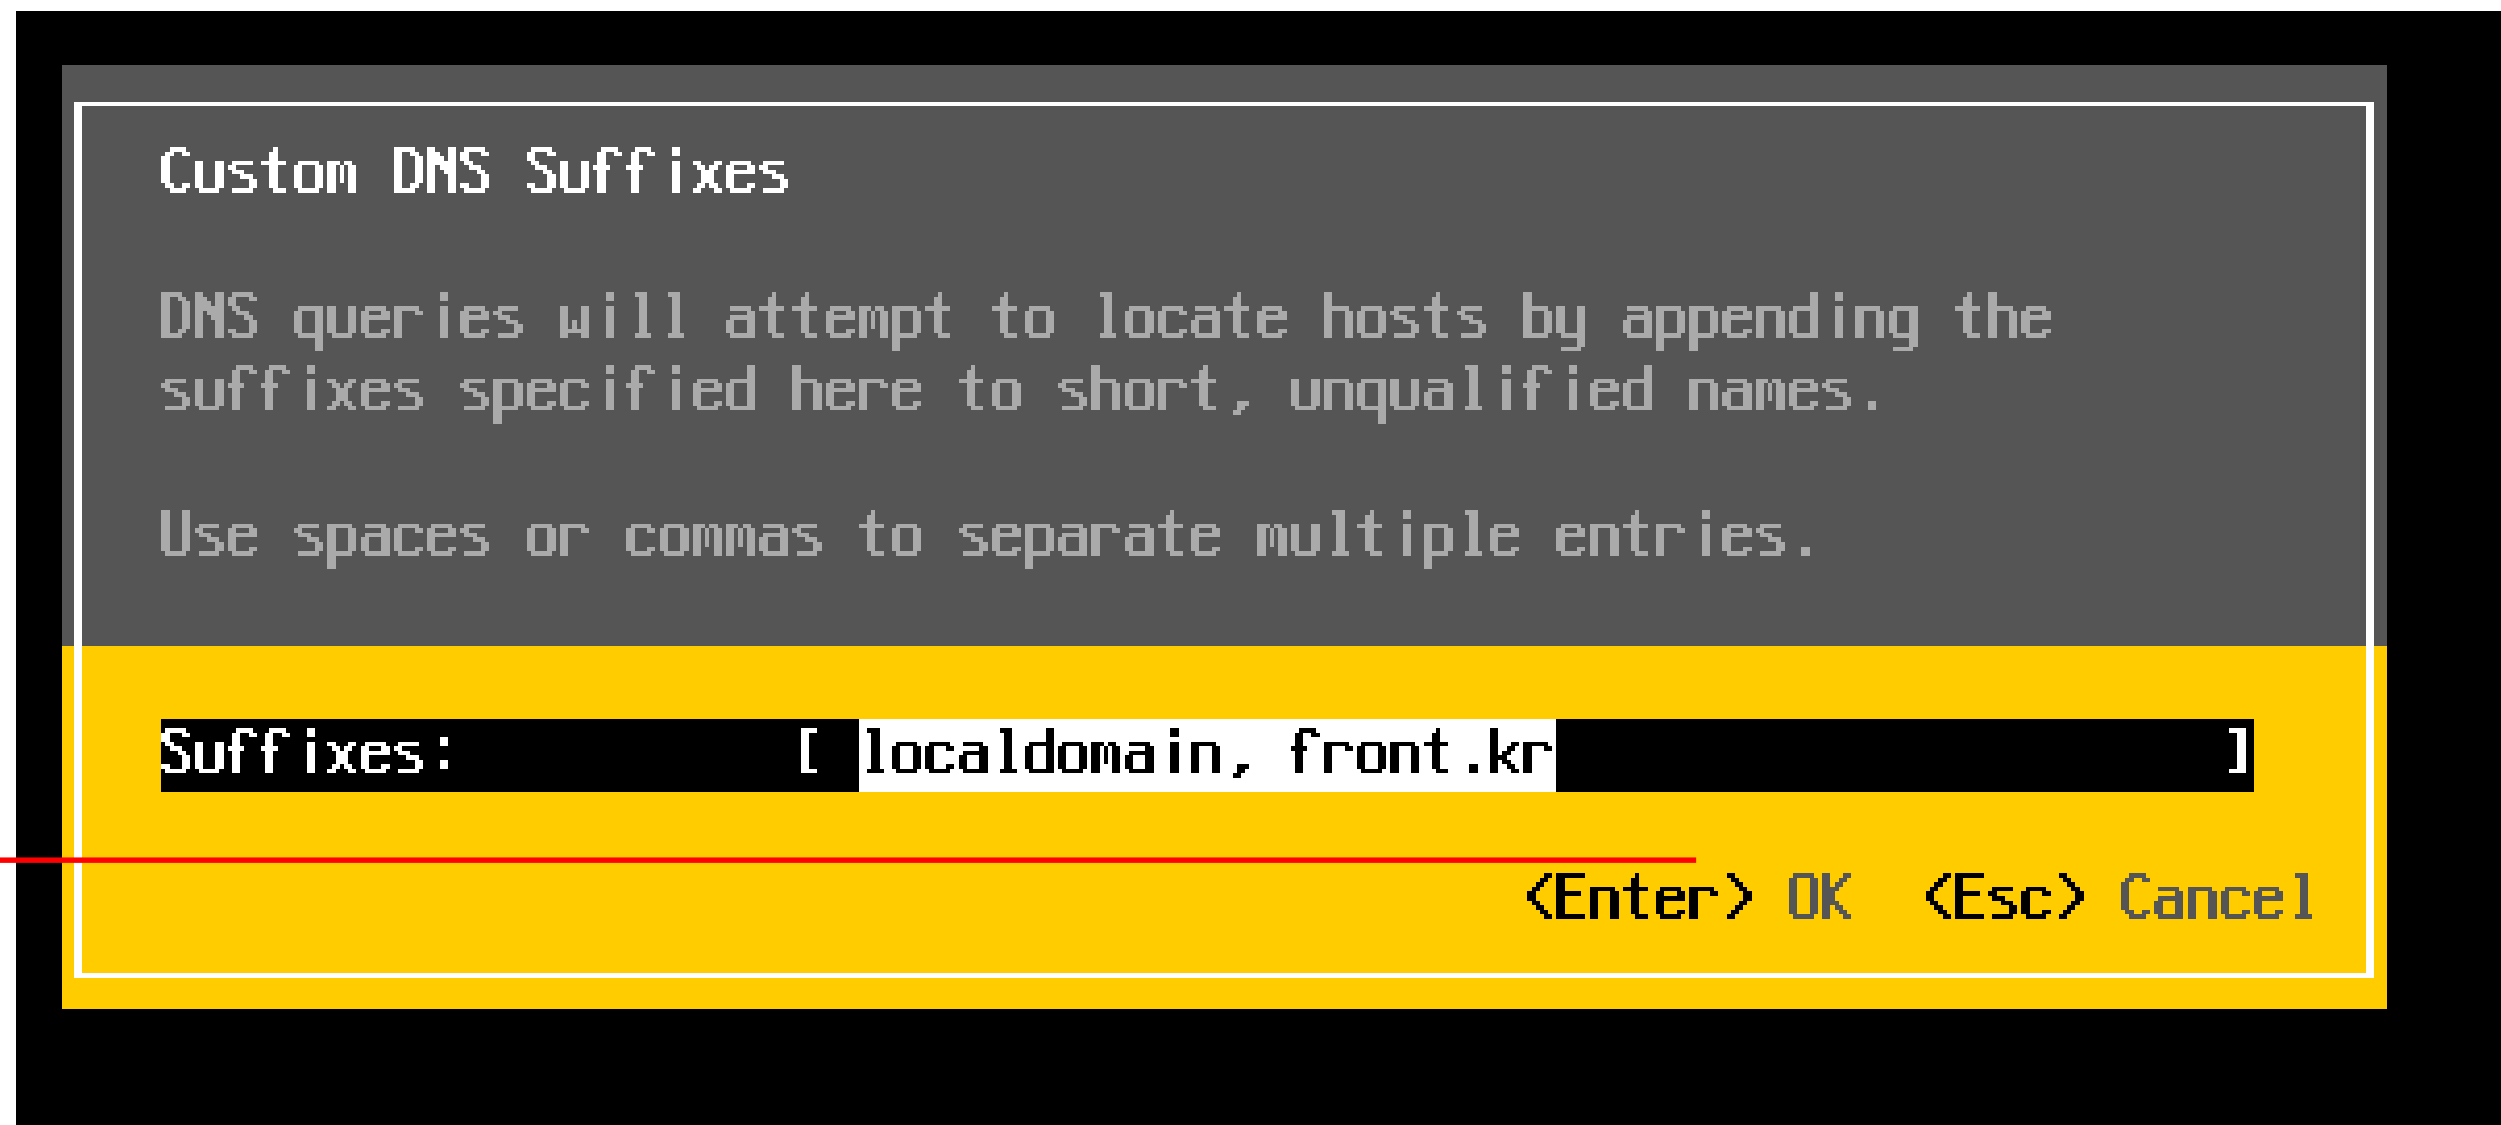 Custom DNS Suffixes
DNS queries will attempt to locate hosts by appending the
suffixes specified here to short, unqualified names.
Use spaces or commas to separate multiple entries.
Suffixes: [ localdomain, front.kr ]
<Enter> OK <Esc> Cancel